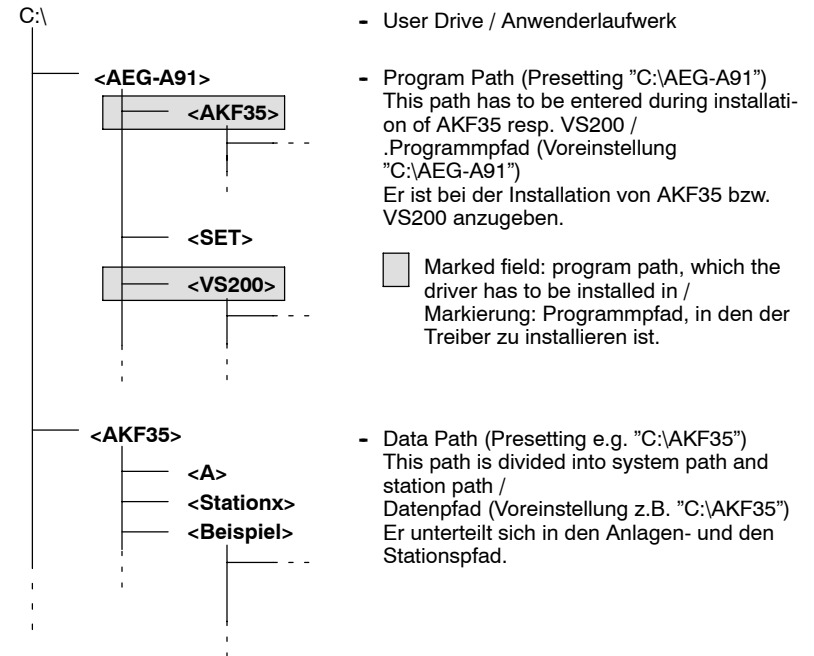 C:\
- User Drive / Anwenderlaufwerk
<AEG-A91>
- Program Path (Presetting ”C:\AEG-A91”)
This path has to be entered during installati-
on of AKF35 resp. VS200 /
.Programmpfad (Voreinstellung
”C:\AEG-A91”)
Er ist bei der Installation von AKF35 bzw.
VS200 anzugeben.
<AKF35>
<SET>
<VS200>
Marked field: program path, which the
driver has to be installed in /
Markierung: Programmpfad, in den der
Treiber zu installieren ist.
<AKF35>
- Data Path (Presetting e.g. ”C:\AKF35”)
This path is divided into system path and
station path /
Datenpfad (Voreinstellung z.B. ”C:\AKF35”)
Er unterteilt sich in den Anlagen- und den
Stationspfad.
<A>
<Stationx>
<Beispiel>